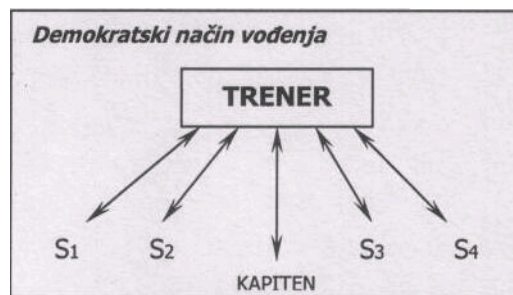 Demokratski način vođenja
TRENER
S1 S2 S3 S4
KAPITEN